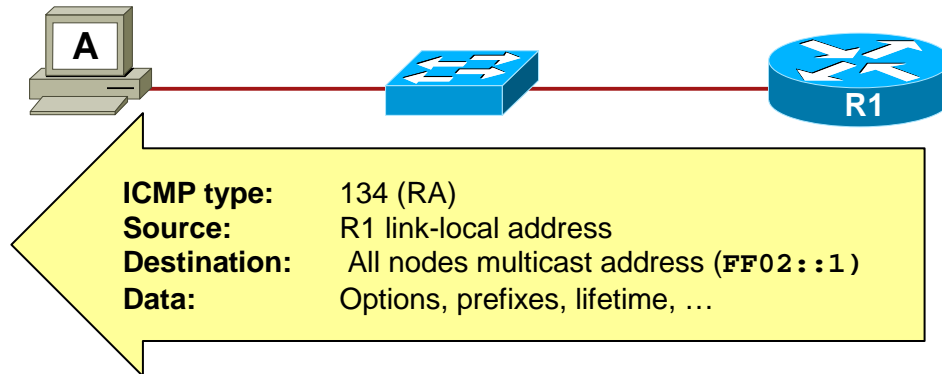 A
R1
ICMP type: 134 (RA)
Source: R1 link-local address
Destination: All nodes multicast address (FF02::1)
Data: Options, prefixes, lifetime, …